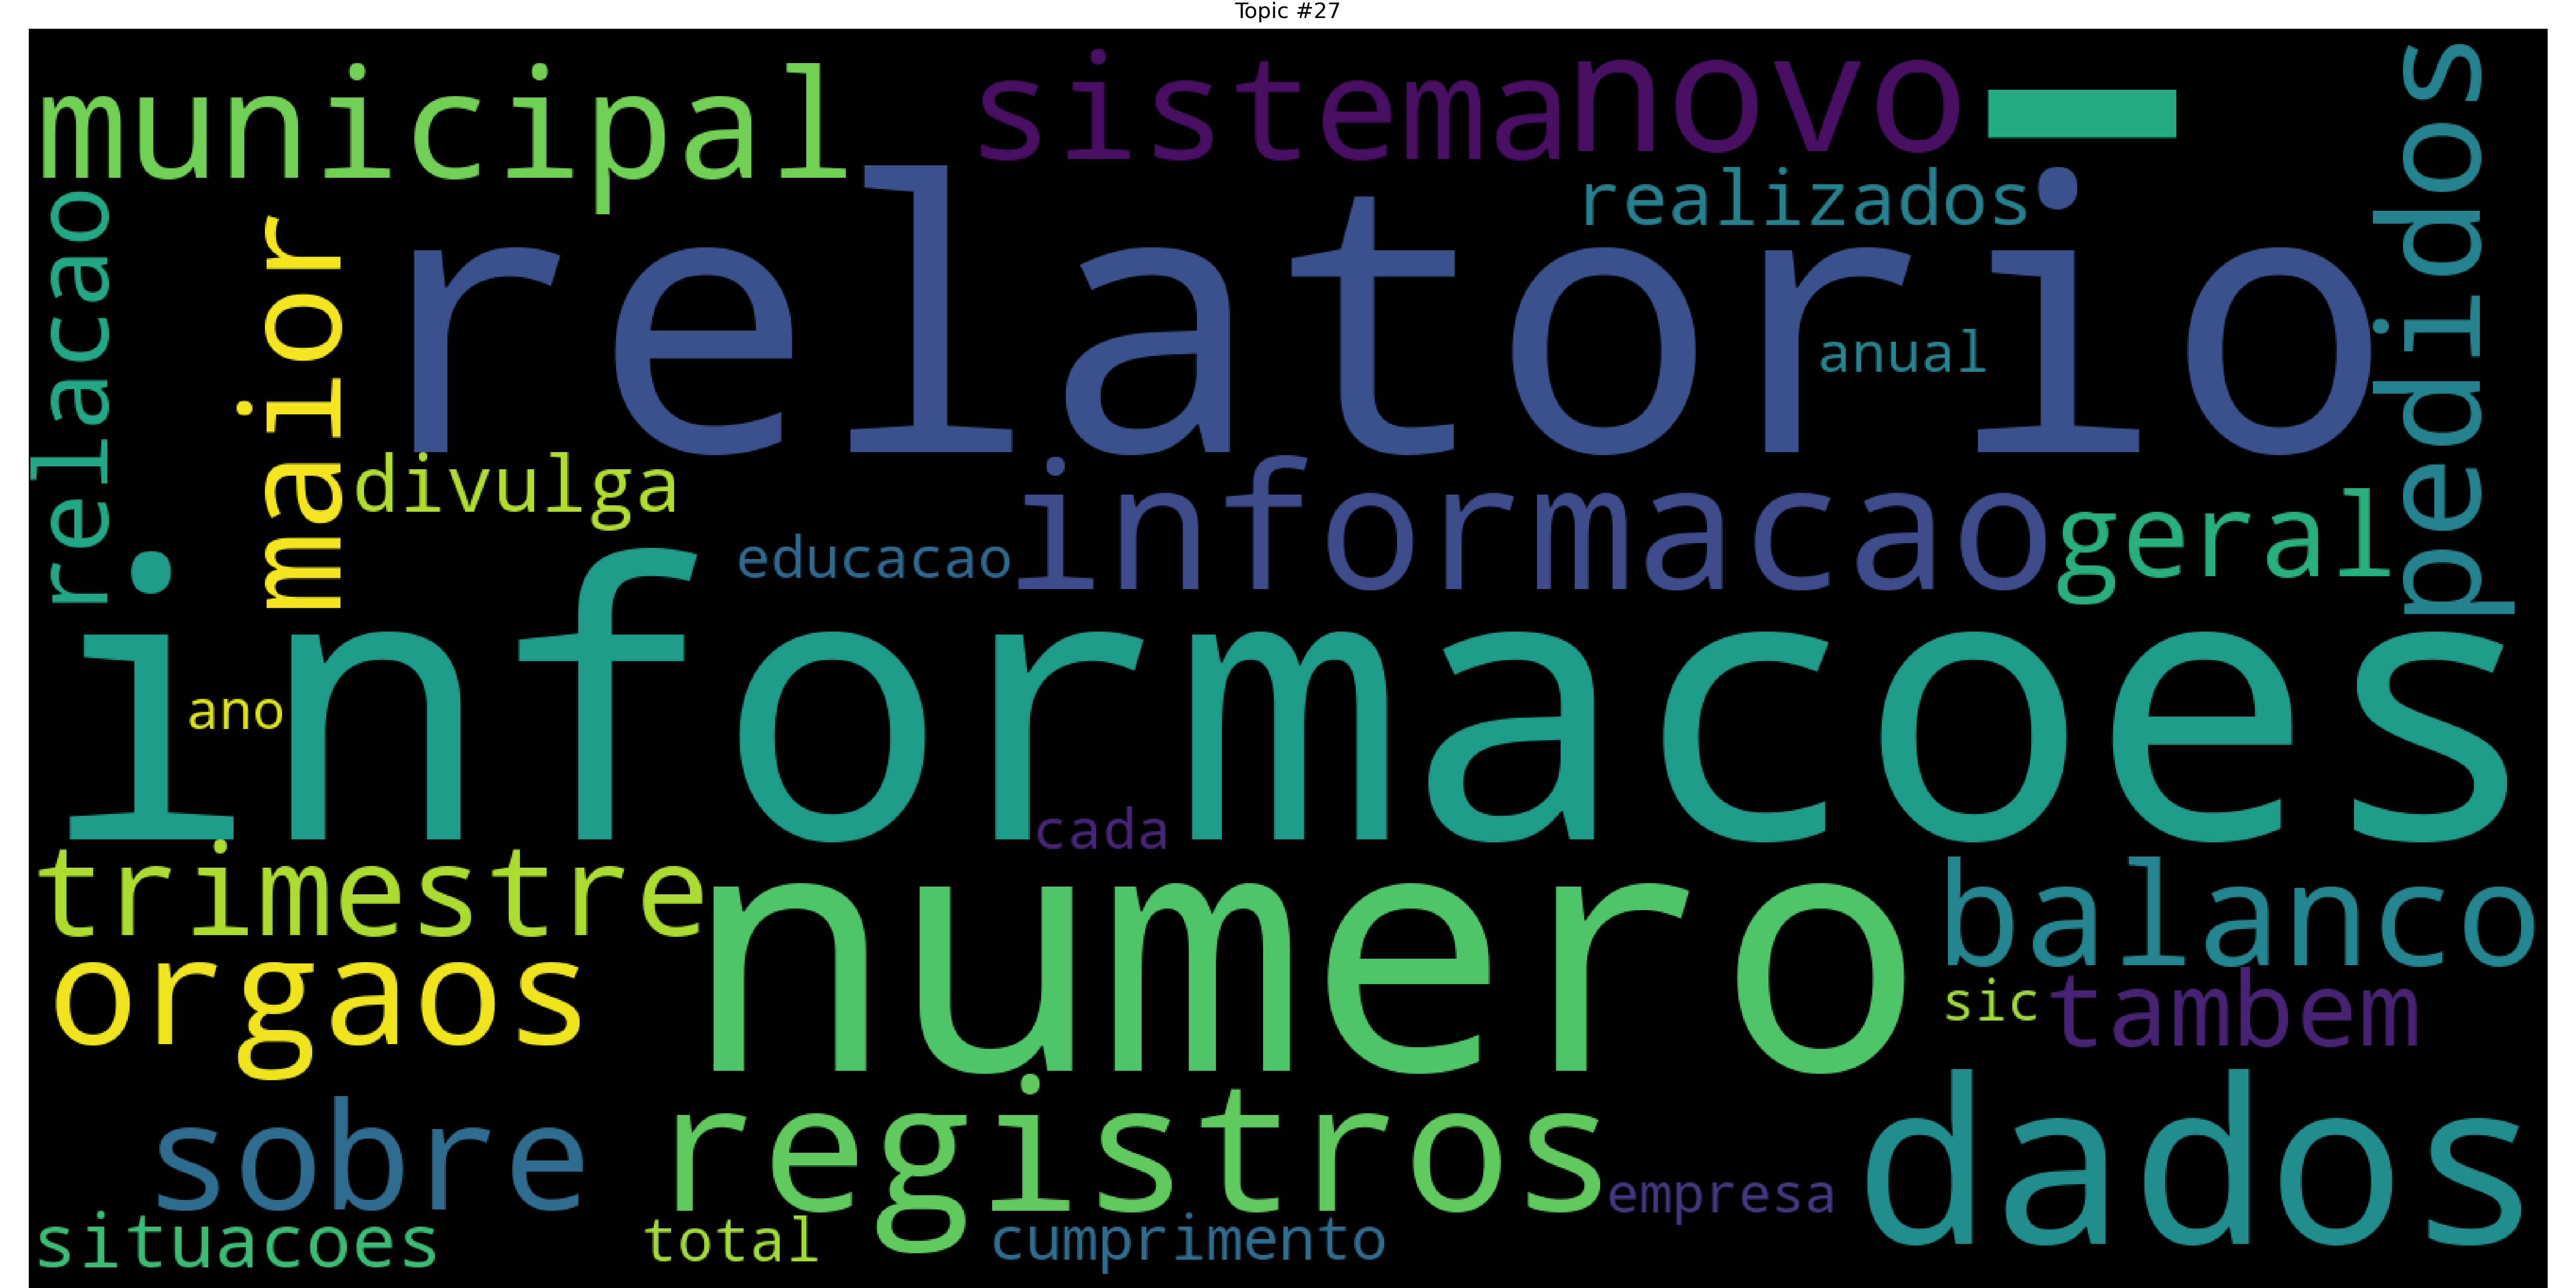 Topic #27
municipal
sistema
novo
—
pedidos
realizados
relacao
maior
relatorio
anual
divulga
informacao
educacao
geral
informacoes
ano
cada
trimestre
numero
balanco
orgaos
sic
tambem
sobre
registros
dados
empresa
situacoes
total
cumprimento